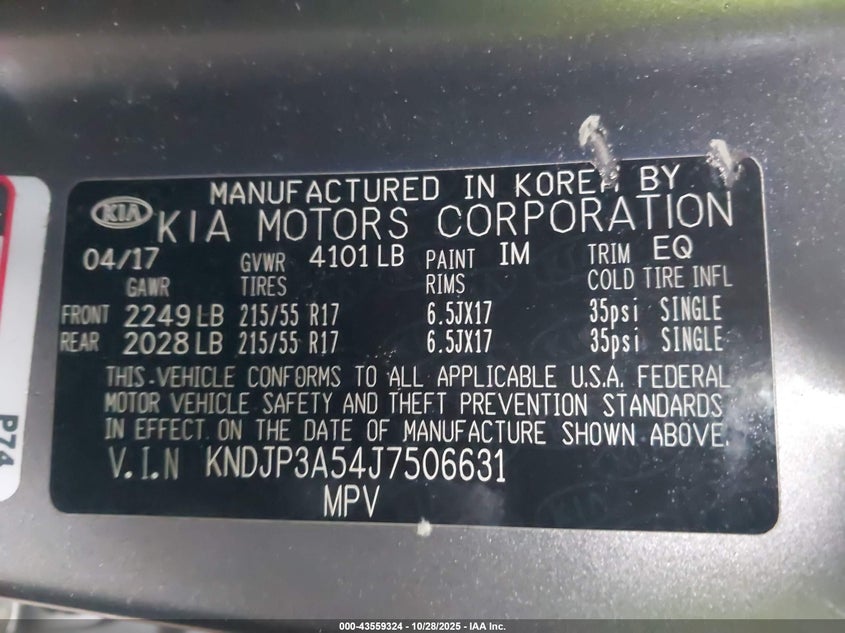 MANUFACTURED IN KOREA BY
KIA KIA MOTORS CORPORATION
04/17 GVWR 4101 LB PAINT IM TRIM EQ
GAWR TIRES RIMS COLD TIRE INFL
FRONT 2249 LB 215/55 R17 6.5JX17 35psi SINGLE
REAR 2028 LB 215/55 R17 6.5JX17 35psi SINGLE
THIS VEHICLE CONFORMS TO ALL APPLICABLE U.S.A. FEDERAL
MOTOR VEHICLE SAFETY AND THEFT PREVENTION STANDARDS
IN EFFECT ON THE DATE OF MANUFACTURE SHOWN ABOVE.
V.I.N KNDJP3A54J7506631
MPV
P74
000-43559324 | 10/28/2025 - IAA Inc.